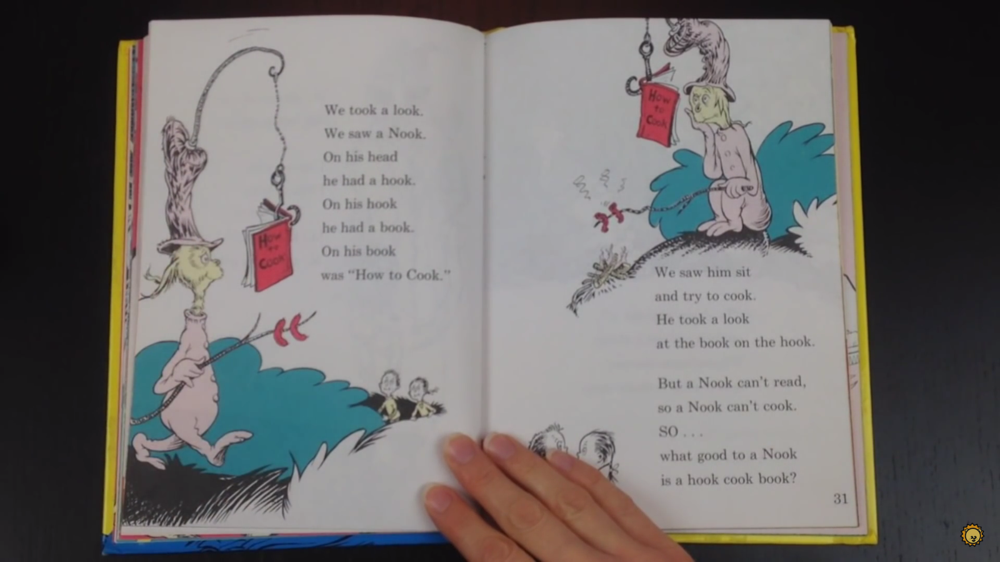 We took a look.
We saw a Nook.
On his head
he had a hook.
On his hook
he had a book.
On his book
was “How to Cook.”
How
to
Cook
How
to
Cook
We saw him sit
and try to cook.
He took a look
at the book on the hook.
But a Nook can’t read,
so a Nook can’t cook.
SO . . .
what good to a Nook
is a hook cook book?
31